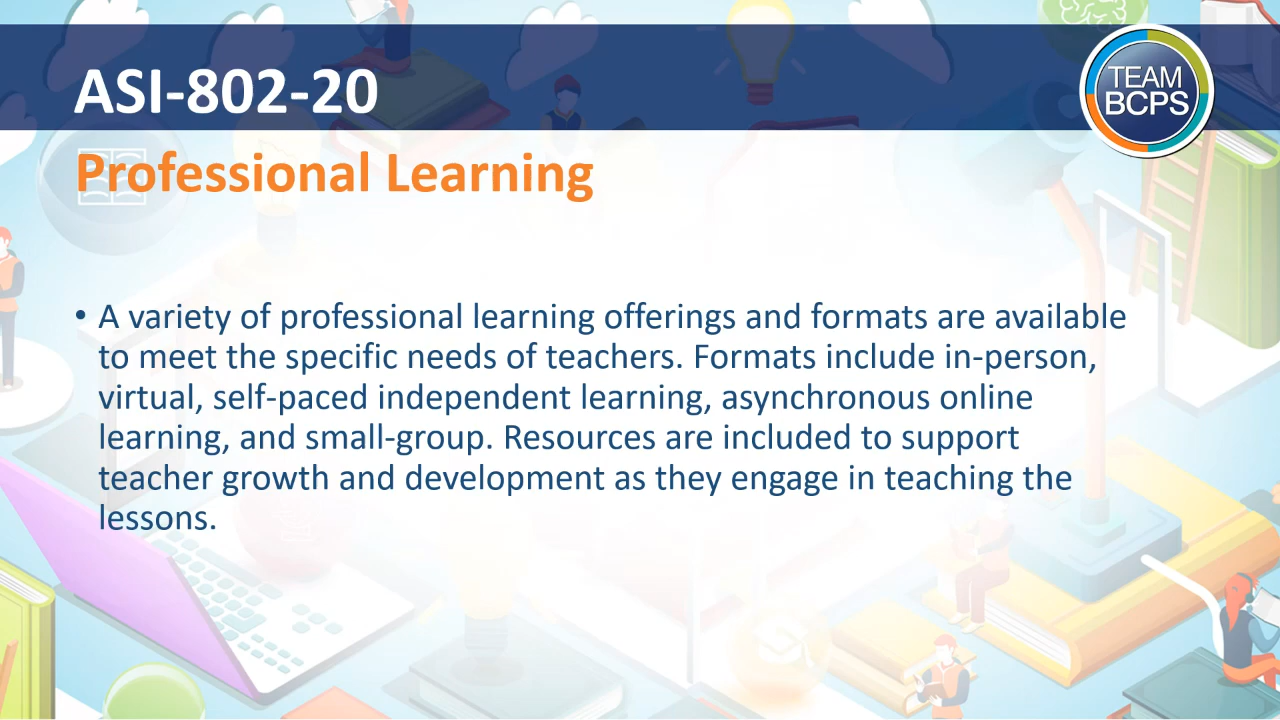 ASI-802-20
TEAM
BCPS
Professional Learning
• A variety of professional learning offerings and formats are available
to meet the specific needs of teachers. Formats include in-person,
virtual, self-paced independent learning, asynchronous online
learning, and small-group. Resources are included to support
teacher growth and development as they engage in teaching the
lessons.